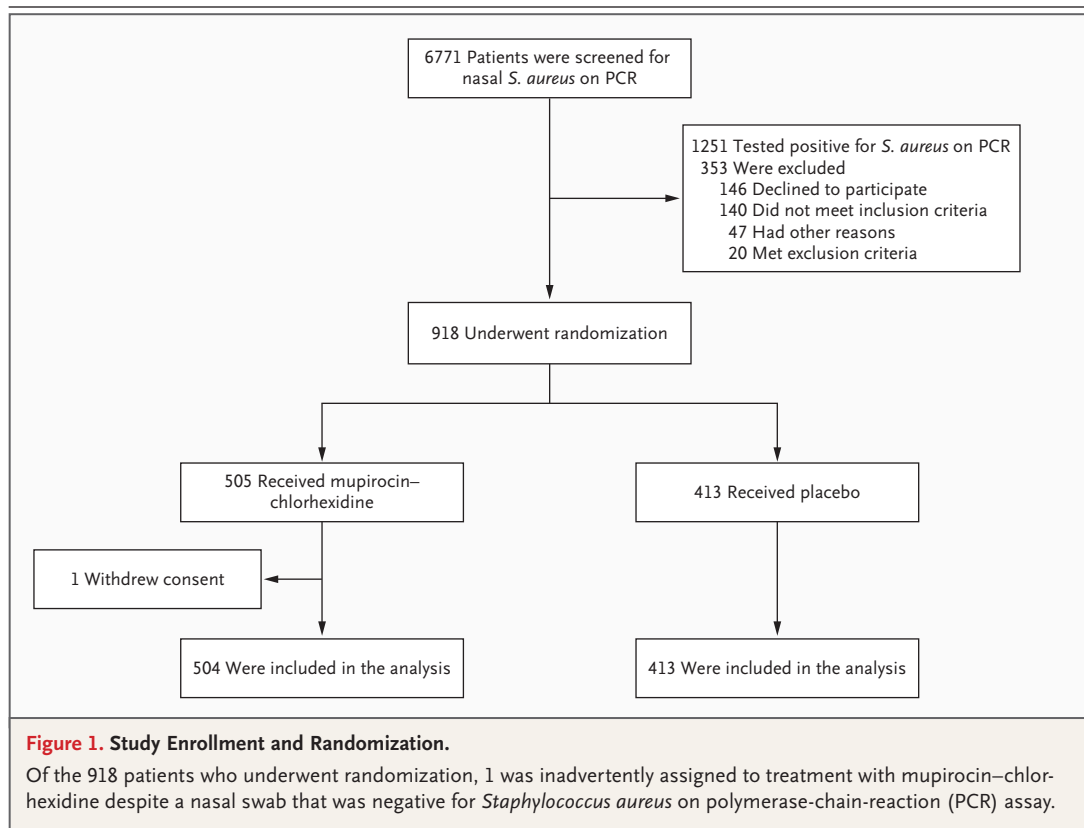 6771 Patients were screened for
nasal S. aureus on PCR
1251 Tested positive for S. aureus on PCR
353 Were excluded
146 Declined to participate
140 Did not meet inclusion criteria
47 Had other reasons
20 Met exclusion criteria
918 Underwent randomization
505 Received mupirocin–
chlorhexidine
413 Received placebo
1 Withdrew consent
504 Were included in the analysis
413 Were included in the analysis
Figure 1. Study Enrollment and Randomization.
Of the 918 patients who underwent randomization, 1 was inadvertently assigned to treatment with mupirocin–chlor-
hexidine despite a nasal swab that was negative for Staphylococcus aureus on polymerase-chain-reaction (PCR) assay.